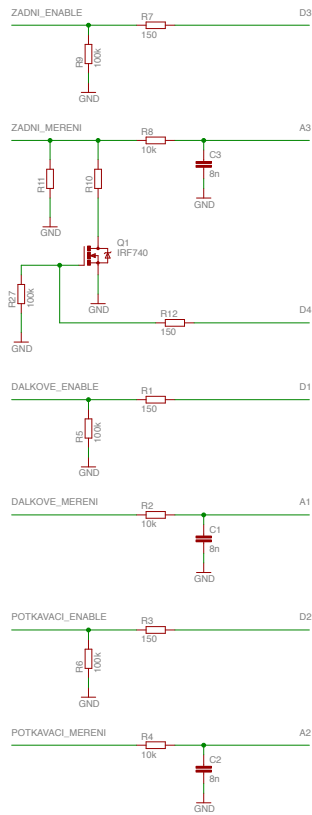 ZADNI_ENABLE
R7
D3
150
R9
100k
GND
ZADNI_MERENI
R8
A3
10k
C3
8n
R11
R10
GND
GND
Q1
IRF740
R27
100k
GND
R12
D4
150
GND
DALKOVE_ENABLE
R1
D1
150
R5
100k
GND
DALKOVE_MERENI
R2
A1
10k
C1
8n
GND
POTKAVACI_ENABLE
R3
D2
150
R6
100k
GND
POTKAVACI_MERENI
R4
A2
10k
C2
8n
GND